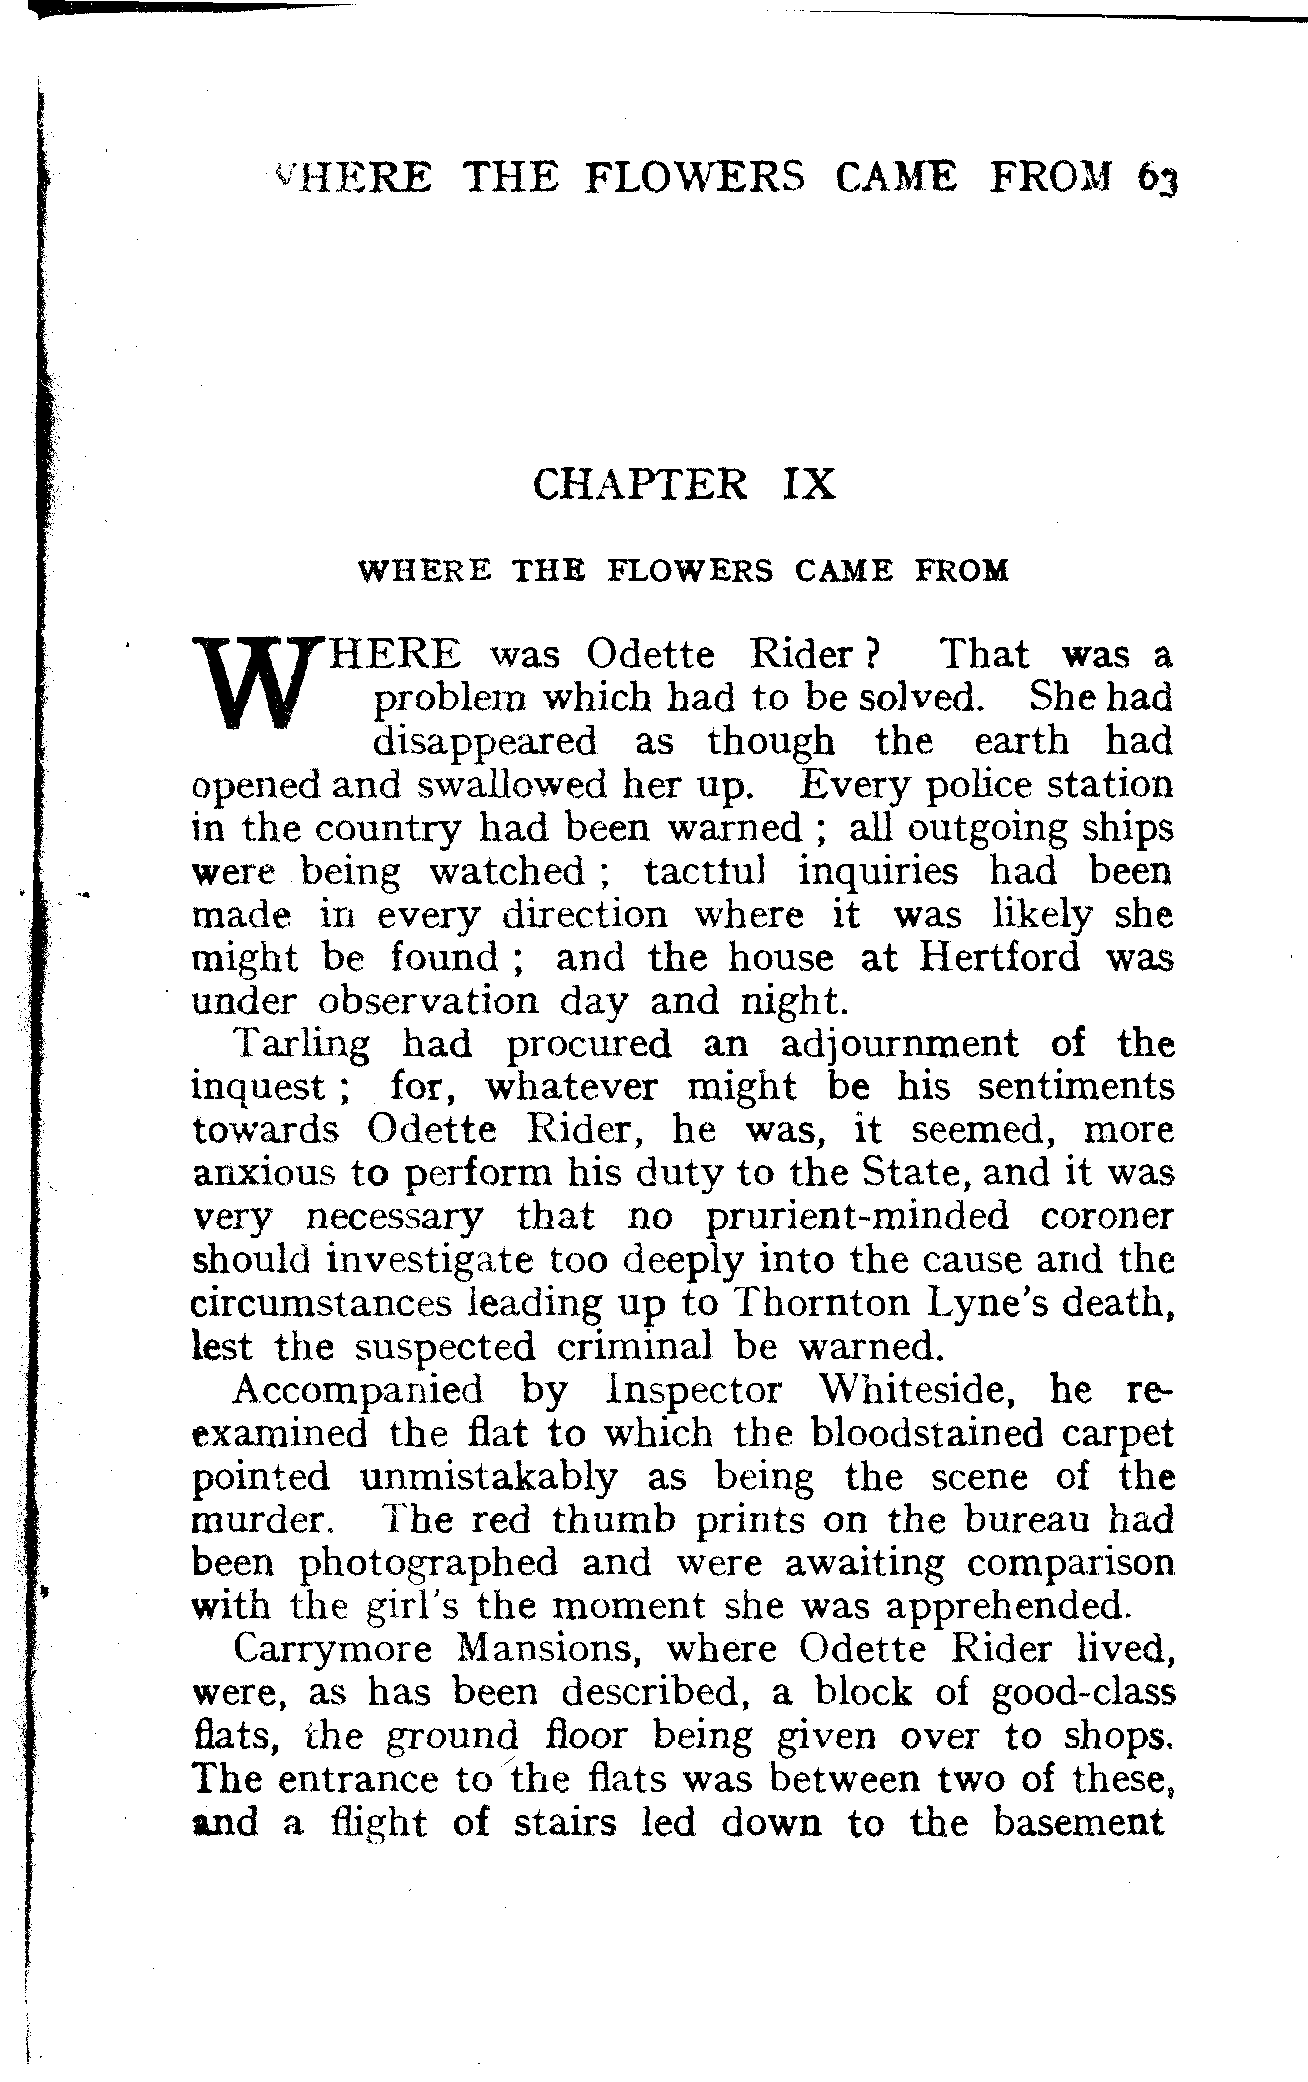 WHERE THE FLOWERS CAME FROM 63
CHAPTER IX
WHERE THE FLOWERS CAME FROM
WHERE was Odette Rider ? That was a
problem which had to be solved. She had
disappeared as though the earth had
opened and swallowed her up. Every police station
in the country had been warned ; all outgoing ships
were being watched ; tactful inquiries had been
made in every direction where it was likely she
might be found ; and the house at Hertford was
under observation day and night.
Tarling had procured an adjournment of the
inquest ; for, whatever might be his sentiments
towards Odette Rider, he was, it seemed, more
anxious to perform his duty to the State, and it was
very necessary that no prurient-minded coroner
should investigate too deeply into the cause and the
circumstances leading up to Thornton Lyne's death,
lest the suspected criminal be warned.
Accompanied by Inspector Whiteside, he re-
examined the flat to which the bloodstained carpet
pointed unmistakably as being the scene of the
murder. The red thumb prints on the bureau had
been photographed and were awaiting comparison
with the girl's the moment she was apprehended.
Carrymore Mansions, where Odette Rider lived,
were, as has been described, a block of good-class
flats, the ground floor being given over to shops.
The entrance to the flats was between two of these,
and a flight of stairs led down to the basement